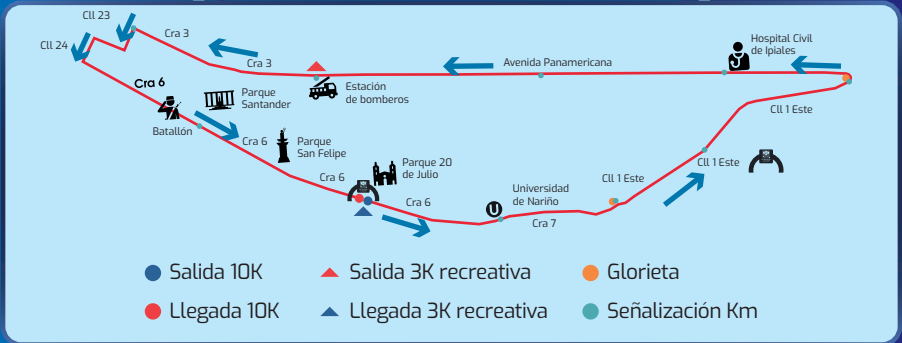 Cll 23
Cll 24
Cra 3
Cra 3
Estación
de bomberos
Avenida Panamericana
Hospital Civil
de Ipiales
Cll 1 Este
Cra 6
Parque
Santander
Batallón
Cra 6
Parque
San Felipe
Cra 6
Parque 20
de Julio
Cra 6
Universidad
de Nariño
U
Cra 7
Cll 1 Este
Cll 1 Este
Salida 10K
Salida 3K recreativa
Glorieta
Llegada 10K
Llegada 3K recreativa
Señalización Km